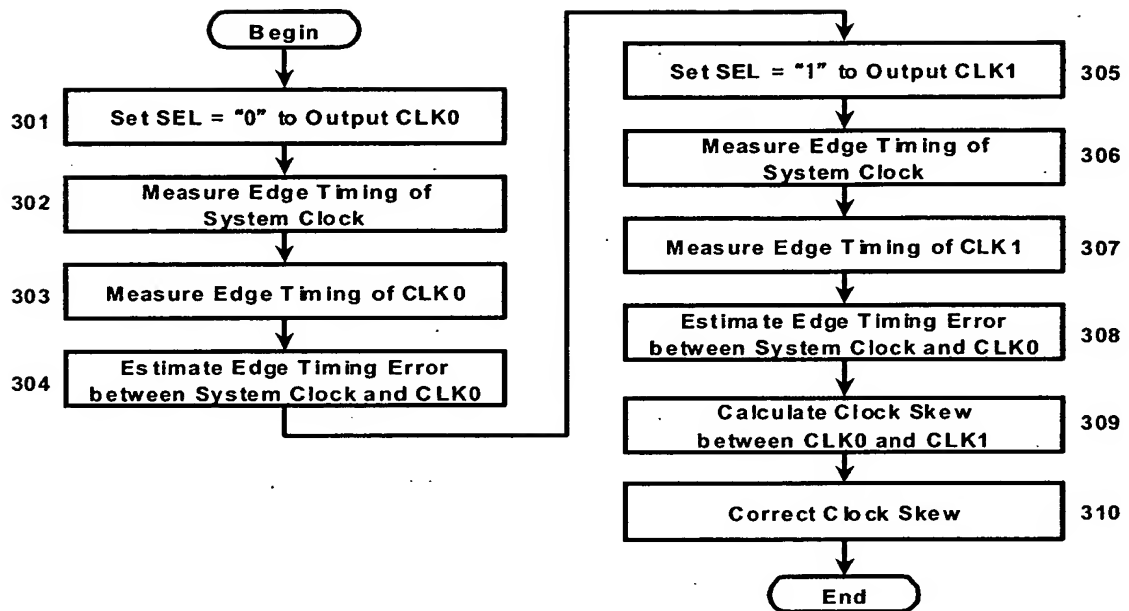 Begin
301
Set SEL = "0" to Output CLK0
302
Measure Edge Timing of
System Clock
303
Measure Edge Timing of CLK0
304
Estimate Edge Timing Error
between System Clock and CLK0
Set SEL = "1" to Output CLK1
305
Measure Edge Timing of
System Clock
306
Measure Edge Timing of CLK1
307
Estimate Edge Timing Error
between System Clock and CLK0
308
Calculate Clock Skew
between CLK0 and CLK1
309
Correct Clock Skew
310
End